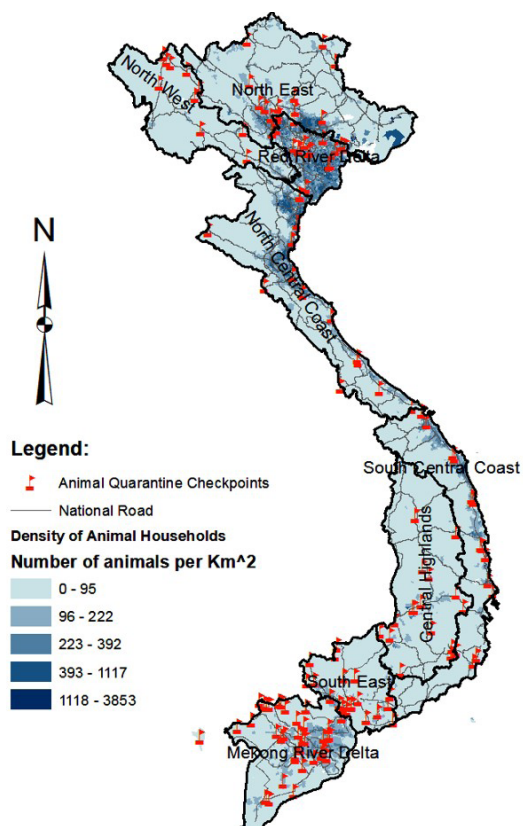 North West
North East
Red River Delta
North Central Coast
N
Legend:
Animal Quarantine Checkpoints
National Road
Density of Animal Households
Number of animals per Km^2
0 - 95
96 - 222
223 - 392
393 - 1117
1118 - 3853
South Central Coast
Central Highlands
South East
Mekong River Delta